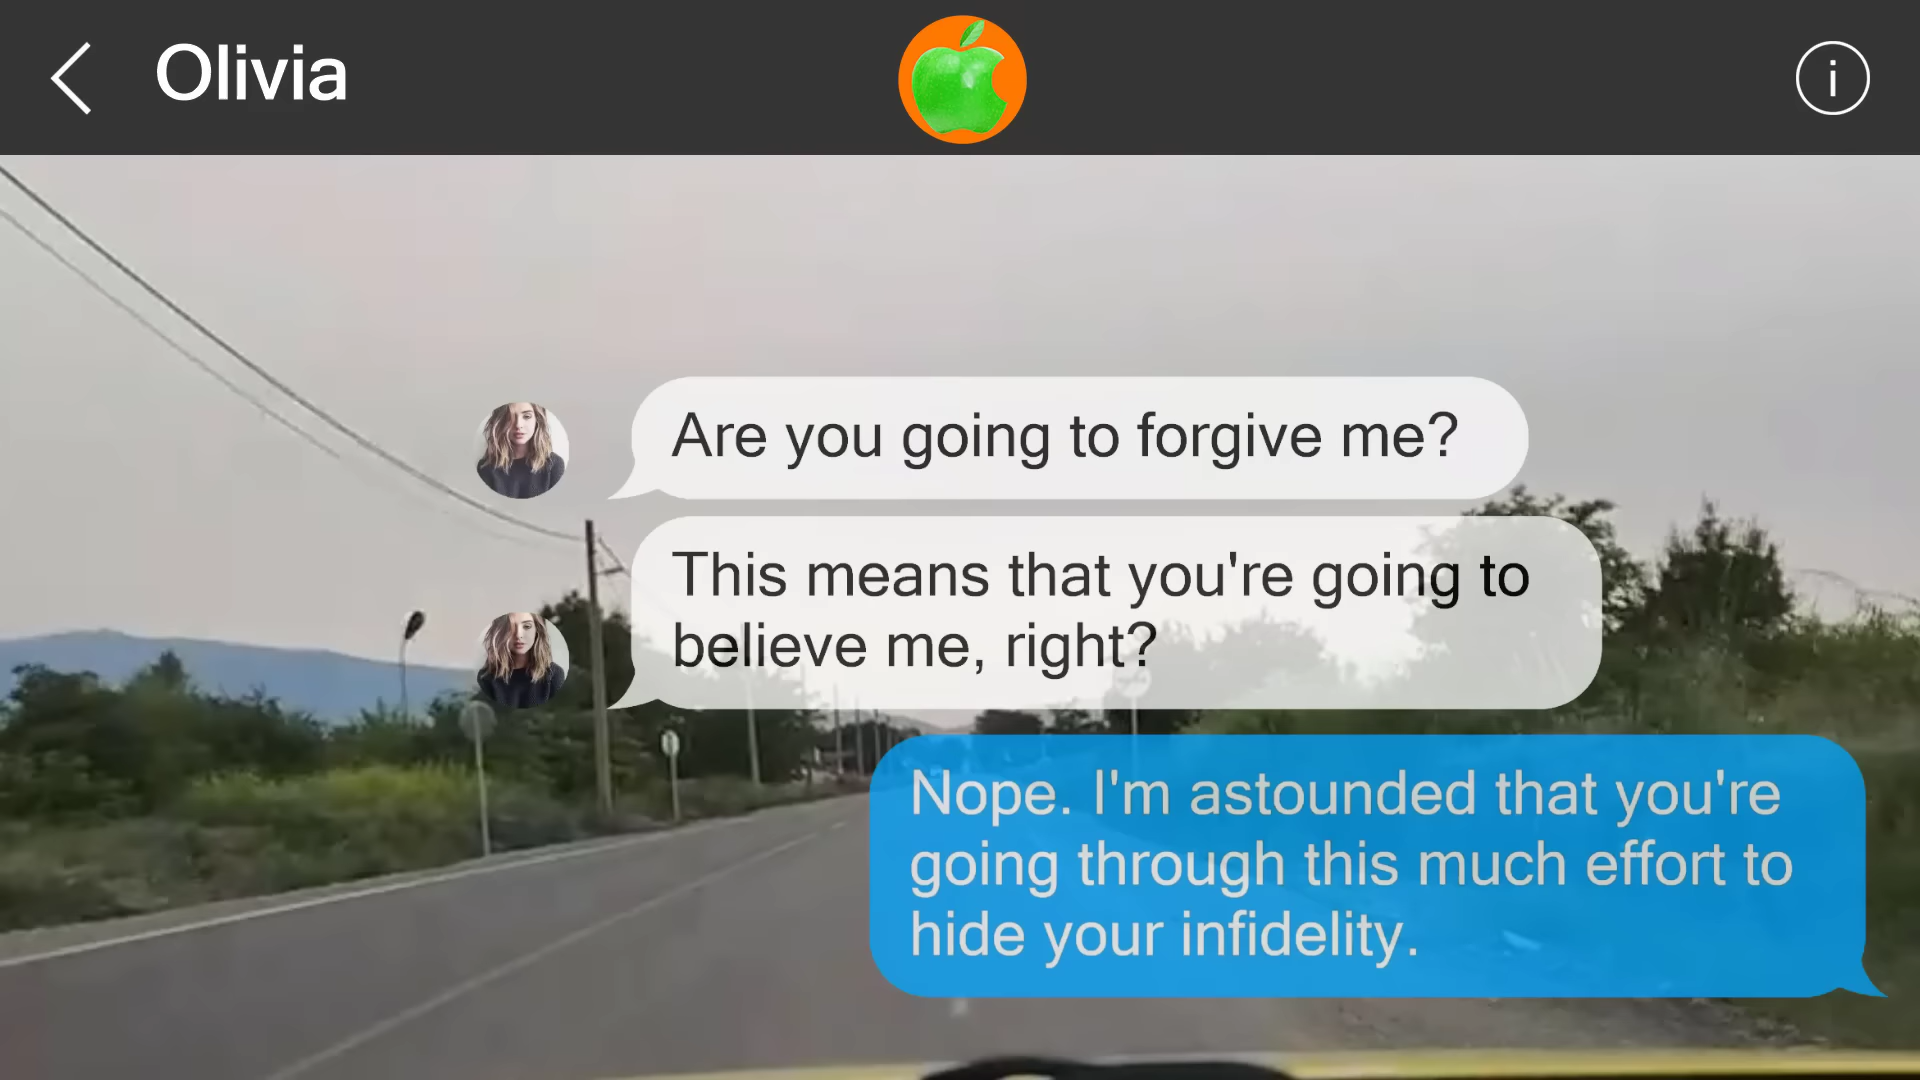 Olivia
i
Are you going to forgive me?
This means that you're going to
believe me, right?
Nope. I'm astounded that you're
going through this much effort to
hide your infidelity.